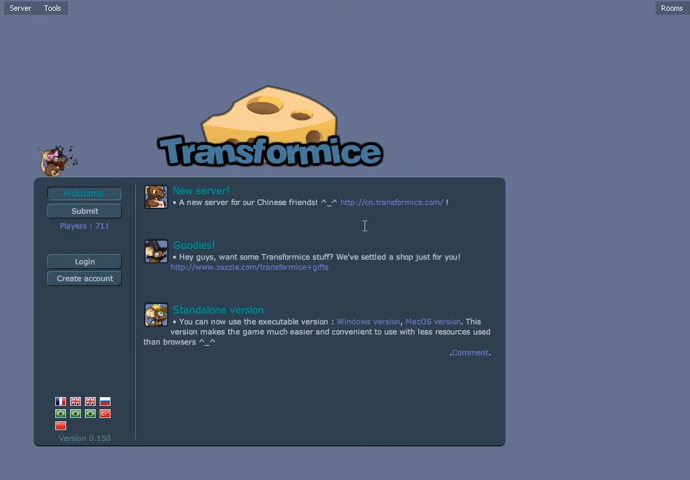 Server Tools Rooms
Transformice
Nickname
Submit
Players : 711
Login
Create account
Version 0.150
New server!
• A new server for our Chinese friends! ^_^ http://cn.transformice.com/ !
Goodies!
• Hey guys, want some Transformice stuff? We've settled a shop just for you!
http://www.zazzle.com/transformice+gifts
Standalone version
• You can now use the executable version : Windows version, MacOS version. This
version makes the game much easier and convenient to use with less resources used
than browsers ^_^
.Comment.